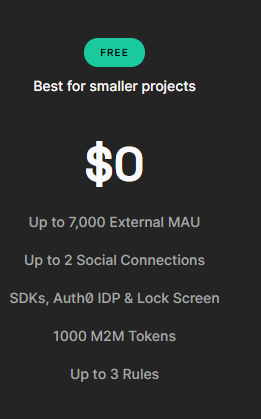 FREE
Best for smaller projects
$0
Up to 7,000 External MAU
Up to 2 Social Connections
SDKs, Auth0 IDP & Lock Screen
1000 M2M Tokens
Up to 3 Rules